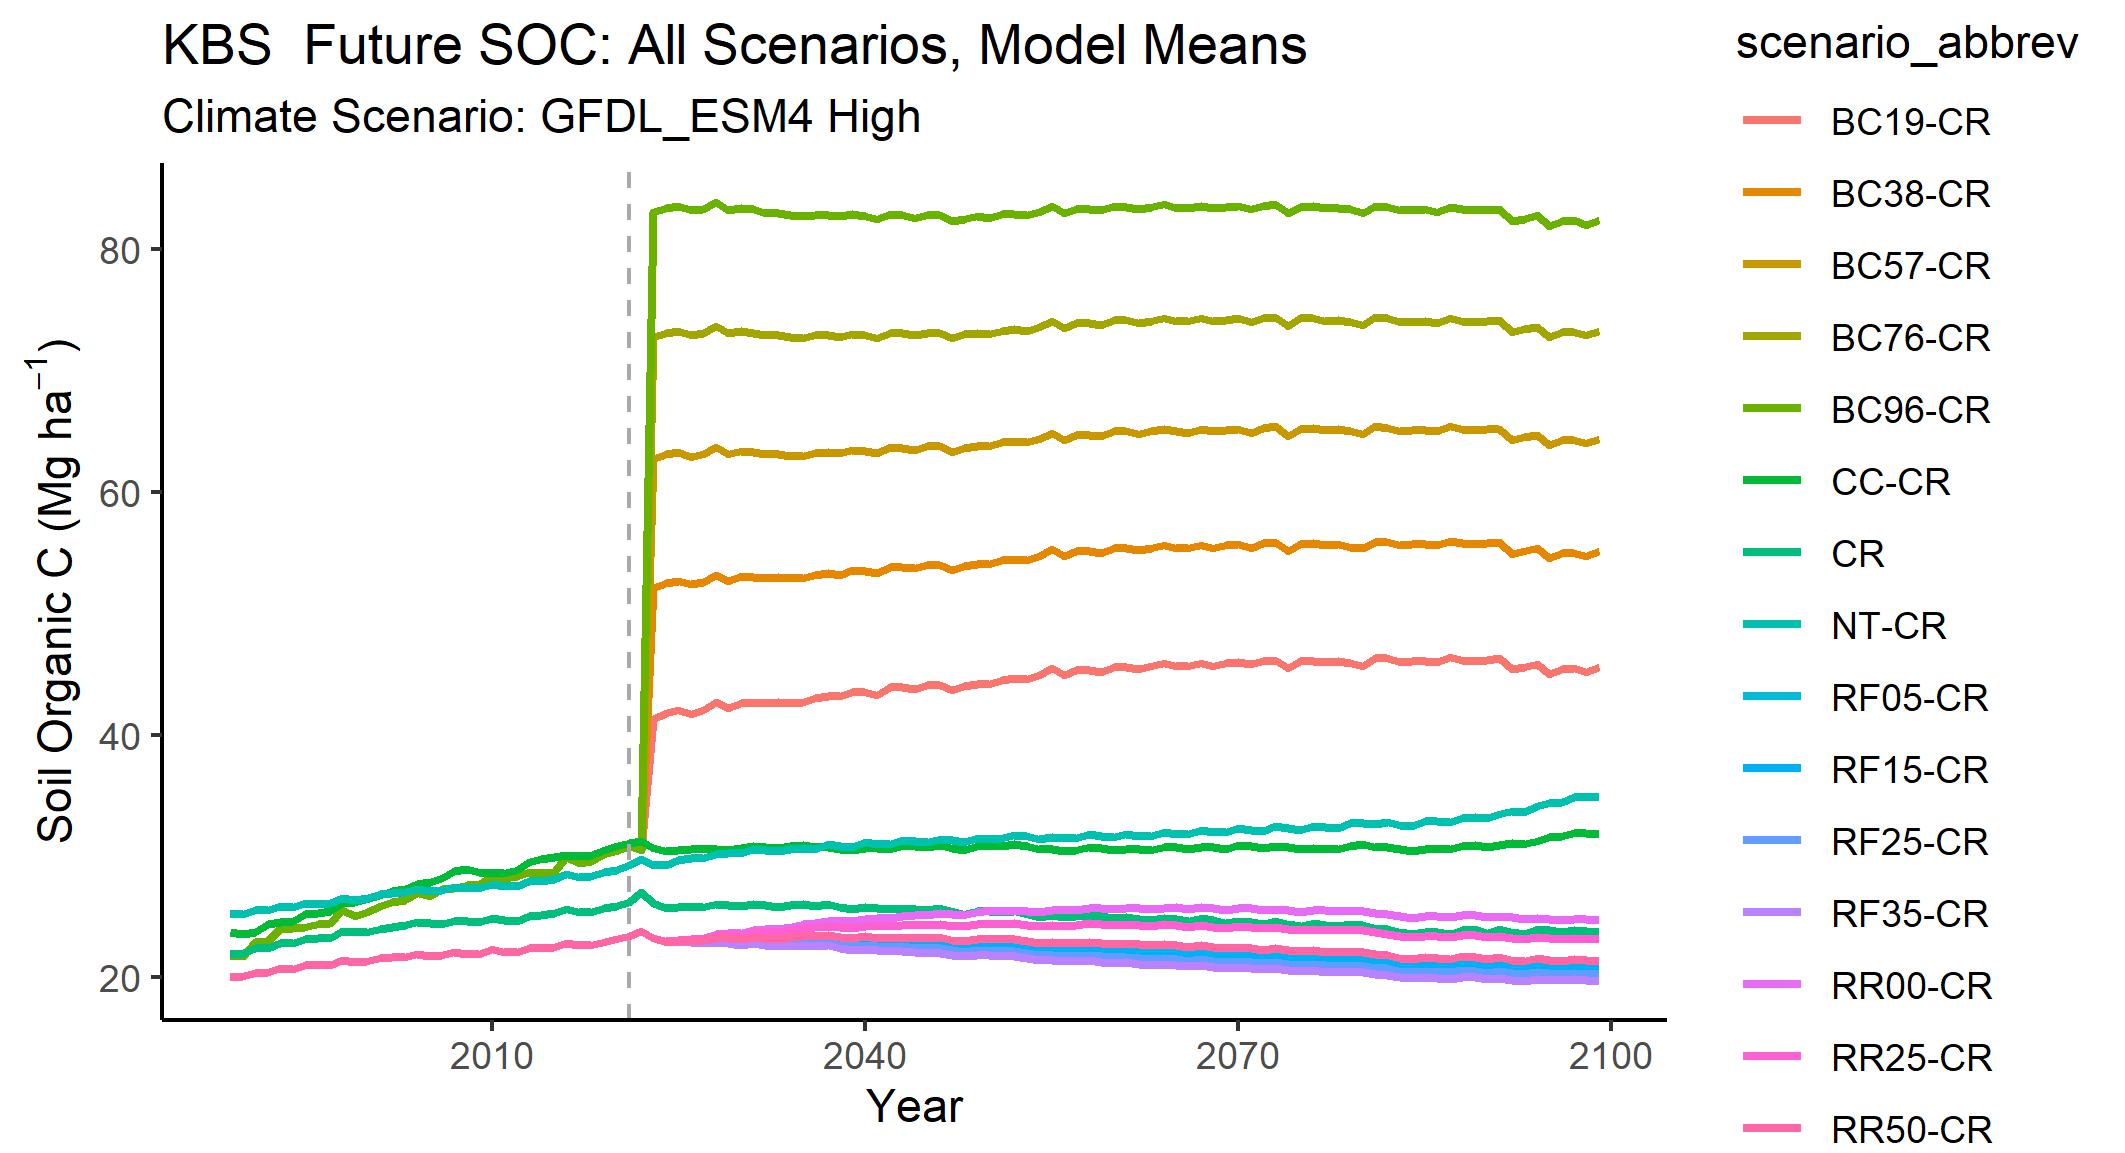 KBS  Future SOC: All Scenarios, Model Means
Climate Scenario: GFDL_ESM4 High
scenario_abbrev
BC19-CR
BC38-CR
BC57-CR
BC76-CR
BC96-CR
CC-CR
CR
NT-CR
RF05-CR
RF15-CR
RF25-CR
RF35-CR
RR00-CR
RR25-CR
RR50-CR
Soil Organic C (Mg ha⁻¹)
80
60
40
20
2010
2040
2070
2100
Year